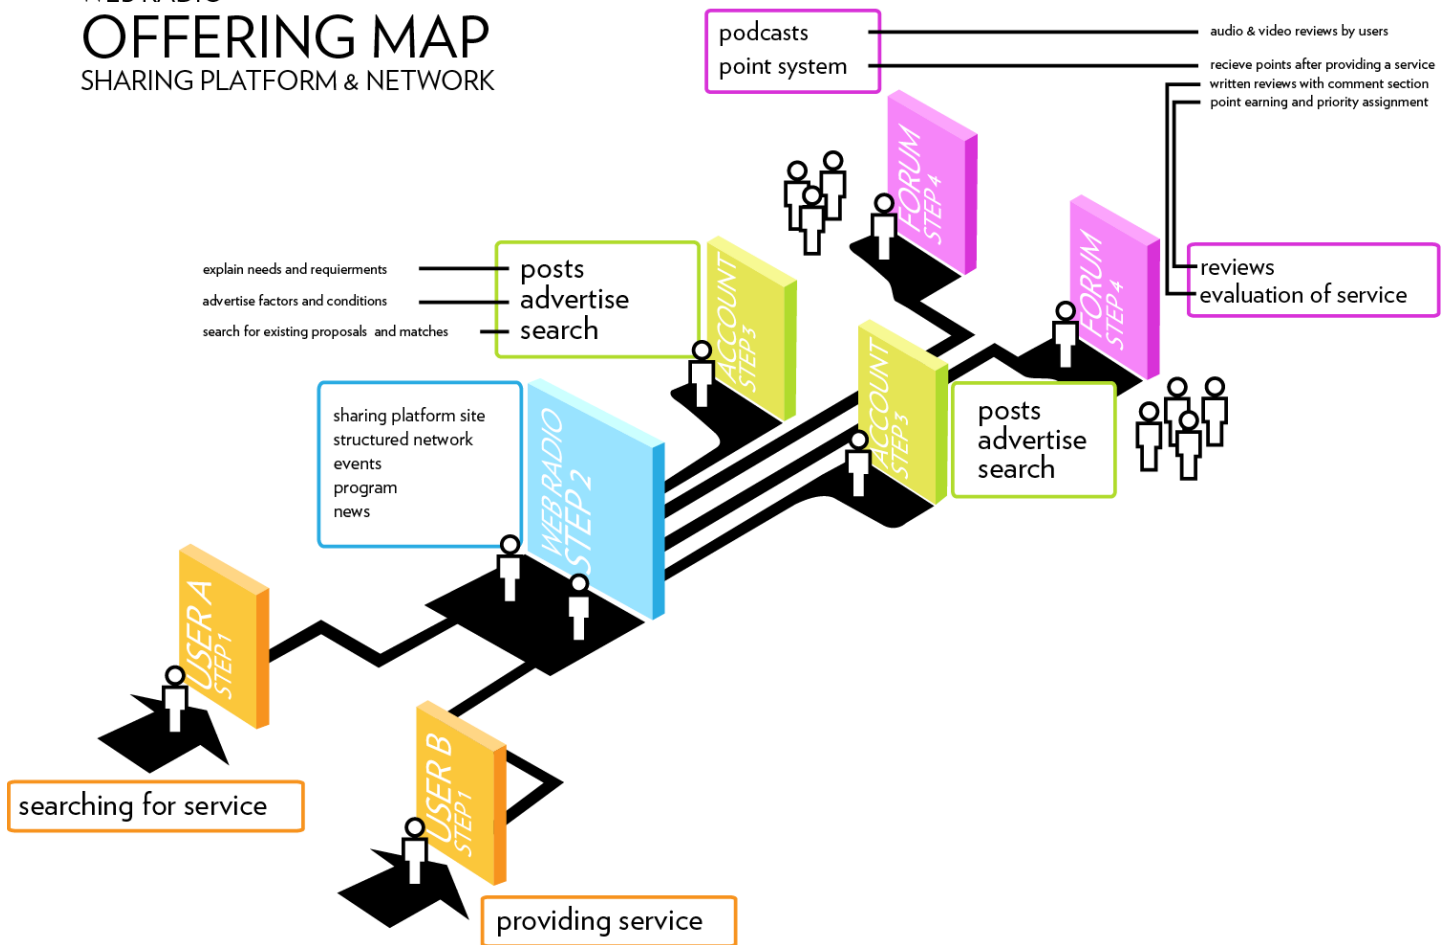 WEB RADIO
OFFERING MAP
SHARING PLATFORM & NETWORK
podcasts
point system
audio & video reviews by users
recieve points after providing a service
written reviews with comment section
point earning and priority assignment
FORUM
STEP 4
FORUM
STEP 4
reviews
evaluation of service
explain needs and requierments
advertise factors and conditions
search for existing proposals and matches
posts
advertise
search
ACCOUNT
STEP 3
ACCOUNT
STEP 3
posts
advertise
search
sharing platform site
structured network
events
program
news
WEB RADIO
STEP 2
USER A
STEP 1
searching for service
USER B
STEP 1
providing service